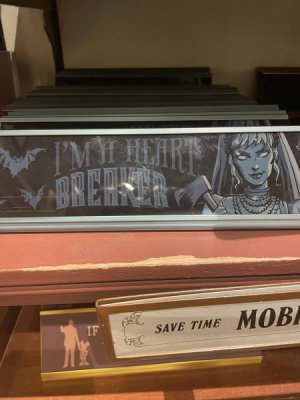 I'M A HEART
BREAKER
IF
SAVE TIME MOBI